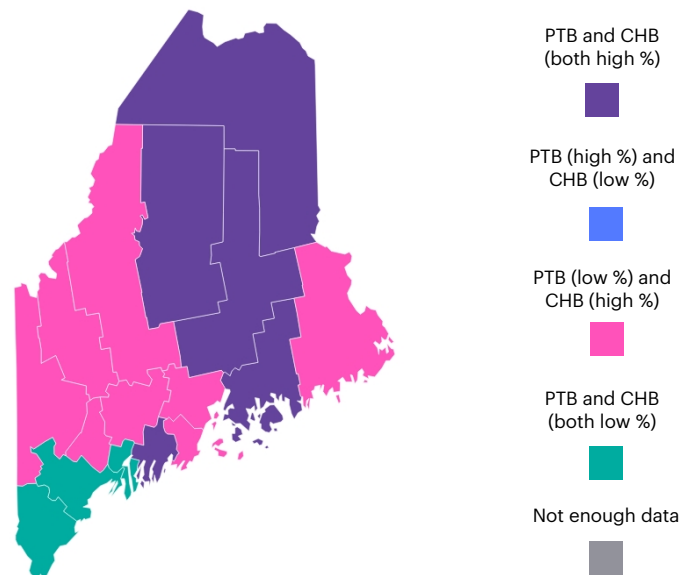 PTB and CHB
(both high %)
PTB (high %) and
CHB (low %)
PTB (low %) and
CHB (high %)
PTB and CHB
(both low %)
Not enough data